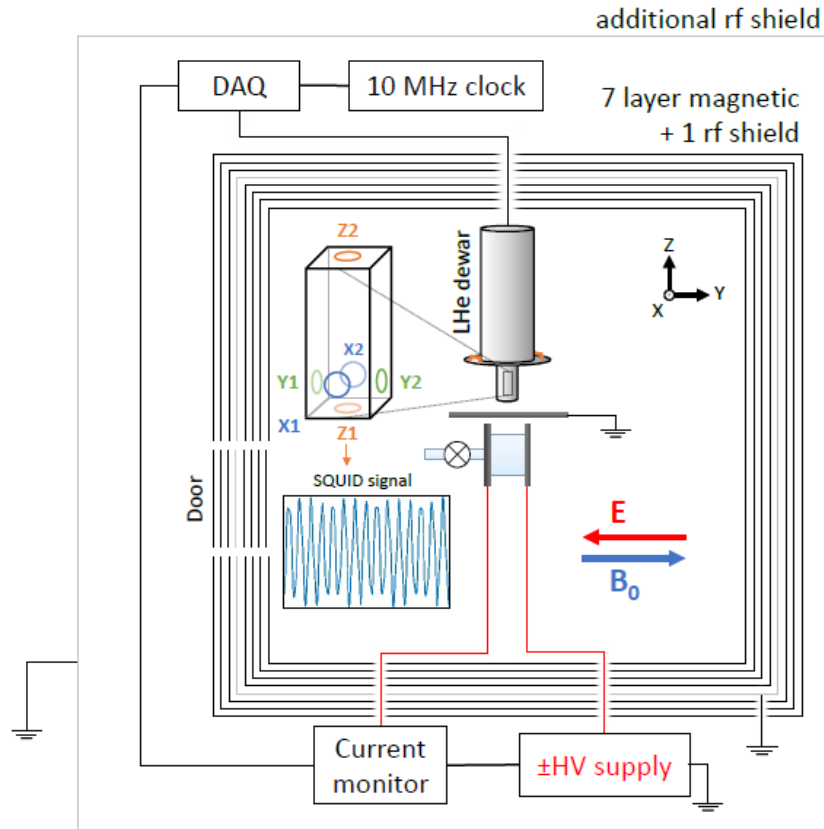 additional rf shield
DAQ
10 MHz clock
7 layer magnetic
+ 1 rf shield
Z2
LHe dewar
Z
X
Y
X2
Y1
Y2
X1
Z1
SQUID signal
Door
E
B₀
Current
monitor
±HV supply